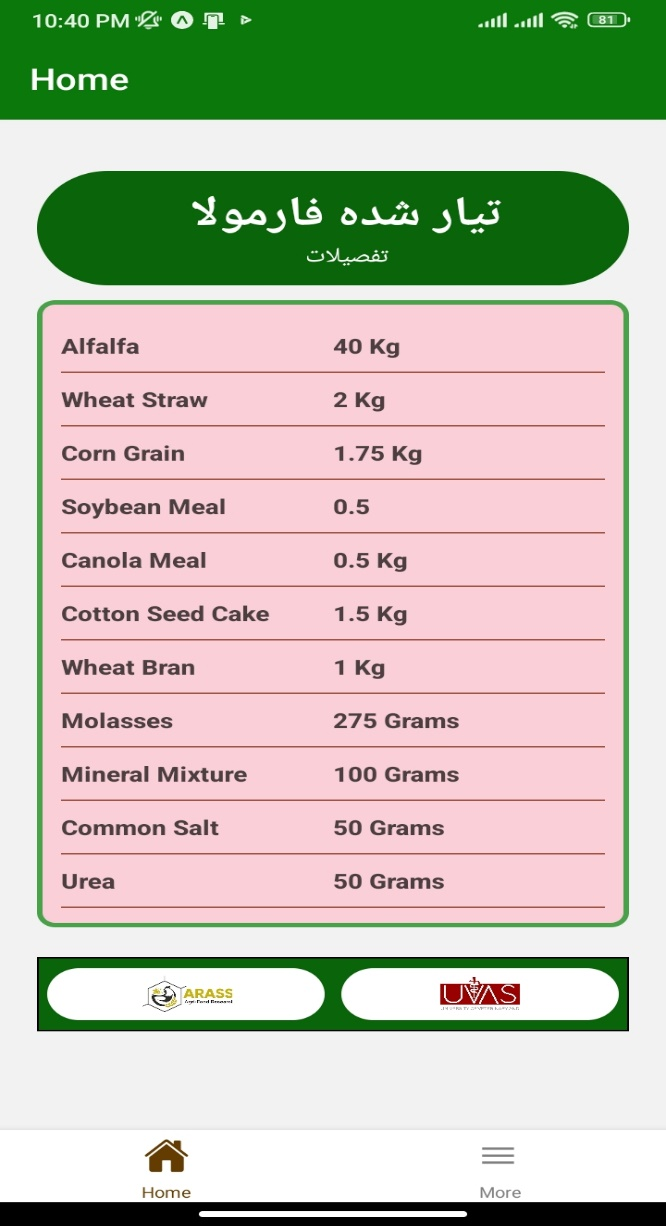 10:40 PM 81
Home
تیار شدہ فارمولا
تفصیلات
Alfalfa 40 Kg
Wheat Straw 2 Kg
Corn Grain 1.75 Kg
Soybean Meal 0.5
Canola Meal 0.5 Kg
Cotton Seed Cake 1.5 Kg
Wheat Bran 1 Kg
Molasses 275 Grams
Mineral Mixture 100 Grams
Common Salt 50 Grams
Urea 50 Grams
ARASS UVAS
Home More